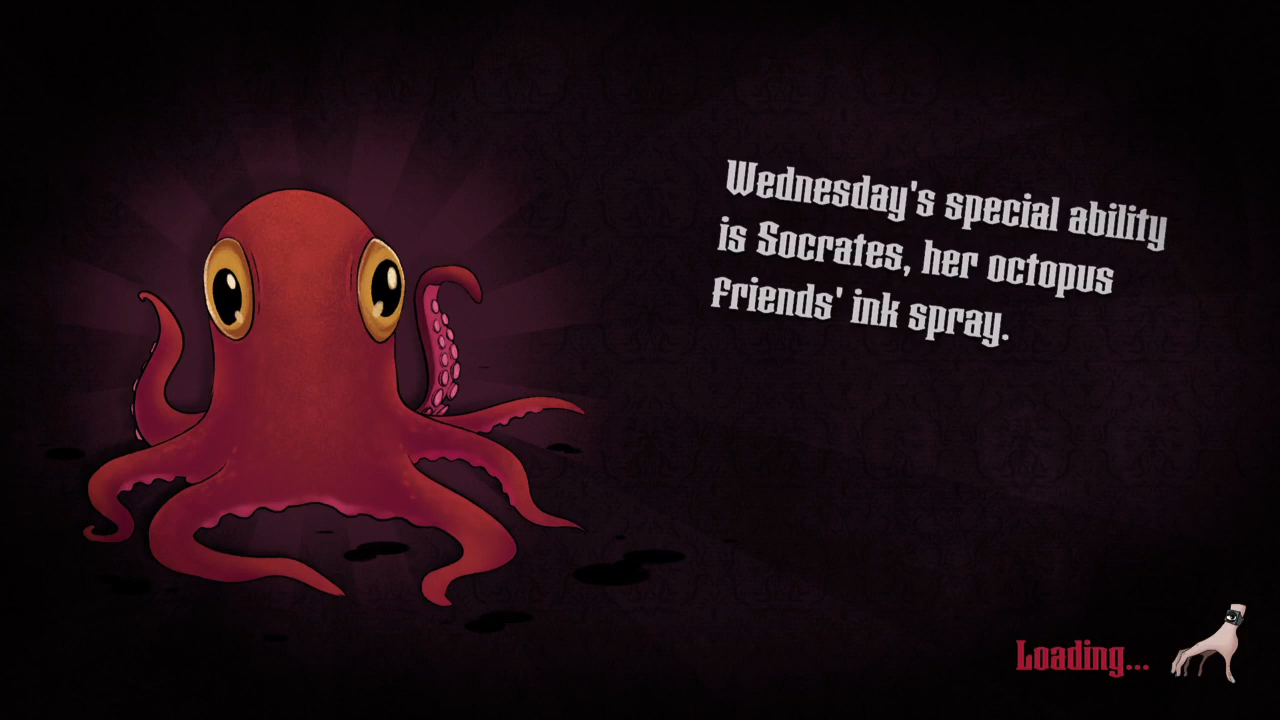 Wednesday's special ability
is Socrates, her octopus
friends' ink spray.
Loading...